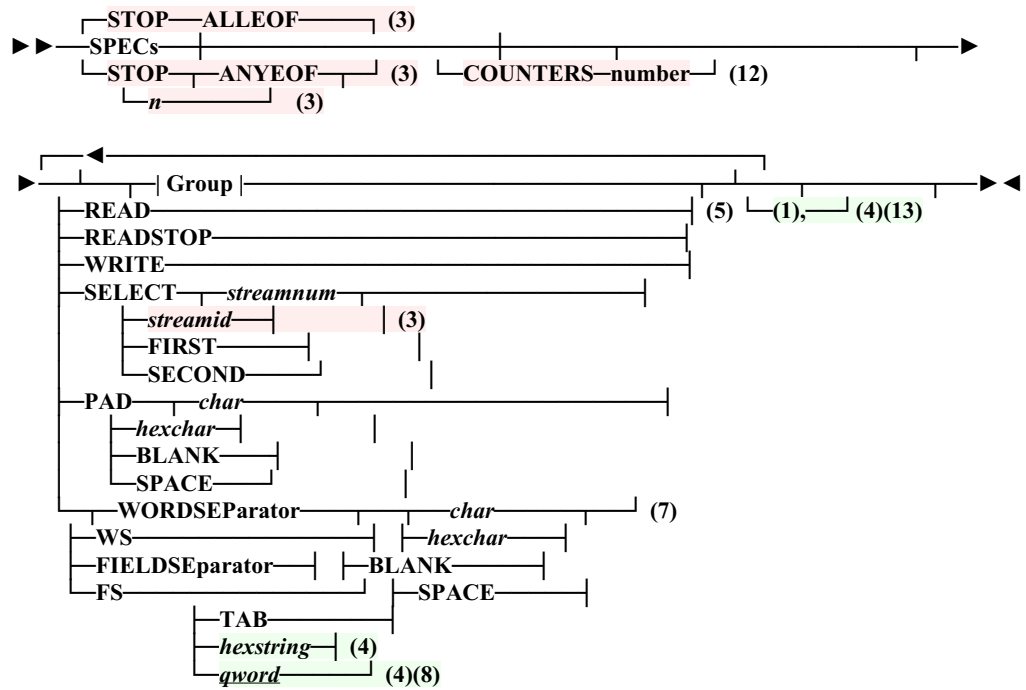 STOP ALLEOF (3)
SPECs
STOP ANYEOF (3) COUNTERS number (12)
n (3)
| Group |
READ (5) (1), (4)(13)
READSTOP
WRITE
SELECT streamnum
streamid (3)
FIRST
SECOND
PAD char
hexchar
BLANK
SPACE
WORDSEParator char (7)
WS hexchar
FIELDSEparator BLANK
FS SPACE
TAB
hexstring (4)
qword (4)(8)